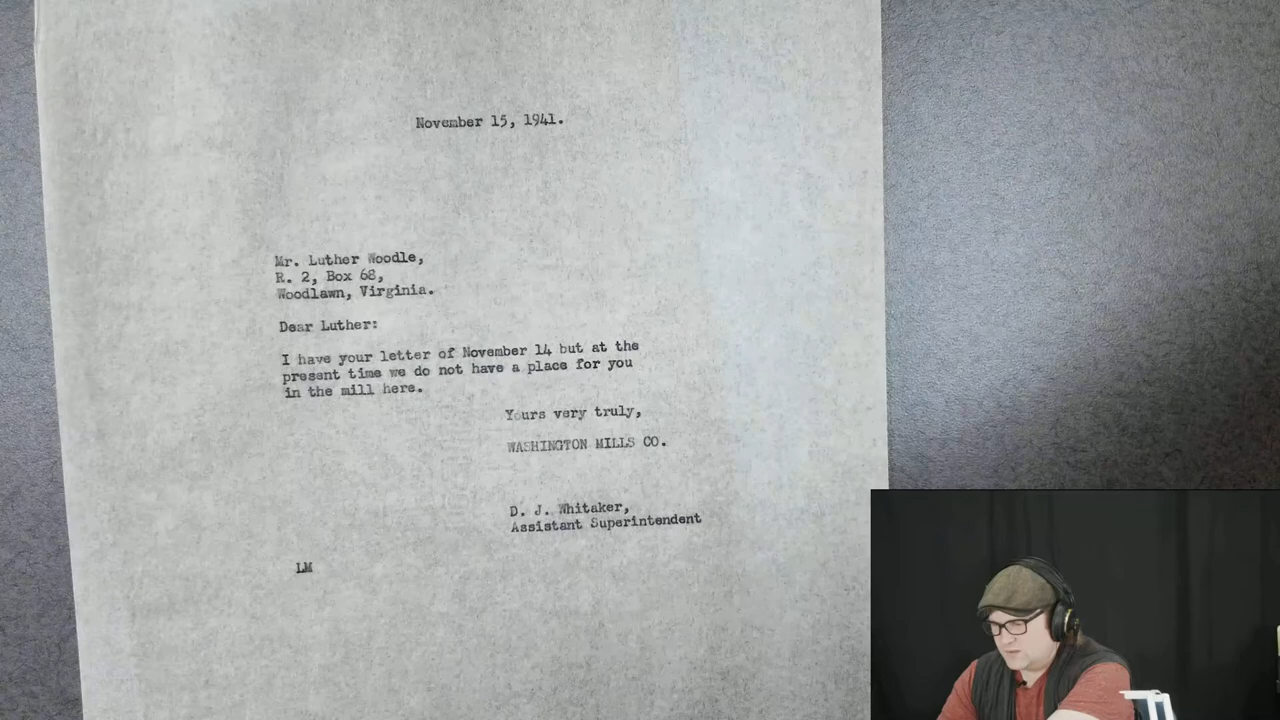 November 15, 1941.
Mr. Luther Woodle,
R. 2, Box 68,
Woodlawn, Virginia.
Dear Luther:
I have your letter of November 14 but at the
present time we do not have a place for you
in the mill here.
Yours very truly,
WASHINGTON MILLS CO.
D. J. Whitaker,
Assistant Superintendent
LM